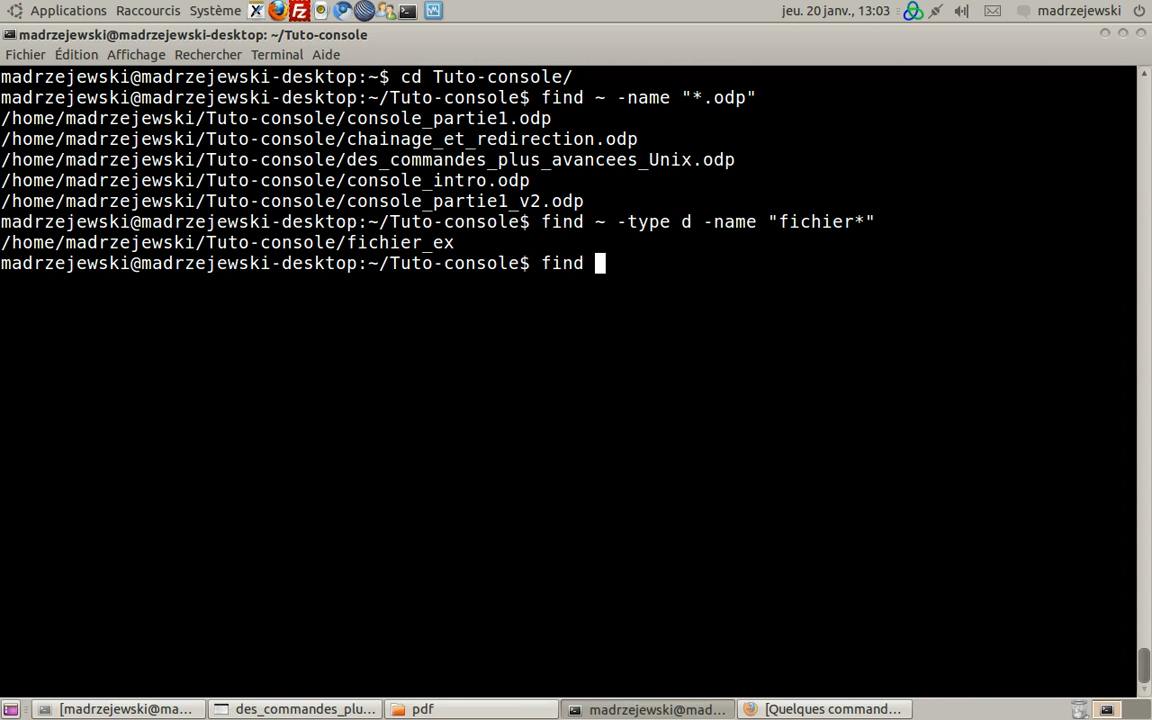 Applications Raccourcis Système jeu. 20 janv., 13:03 madrzejewski
madrzejewski@madrzejewski-desktop: ~/Tuto-console
Fichier Édition Affichage Rechercher Terminal Aide
madrzejewski@madrzejewski-desktop:~$ cd Tuto-console/
madrzejewski@madrzejewski-desktop:~/Tuto-console$ find ~ -name "*.odp"
/home/madrzejewski/Tuto-console/console_partie1.odp
/home/madrzejewski/Tuto-console/chainage_et_redirection.odp
/home/madrzejewski/Tuto-console/des_commandes_plus_avancees_Unix.odp
/home/madrzejewski/Tuto-console/console_intro.odp
/home/madrzejewski/Tuto-console/console_partie1_v2.odp
madrzejewski@madrzejewski-desktop:~/Tuto-console$ find ~ -type d -name "fichier*"
/home/madrzejewski/Tuto-console/fichier_ex
madrzejewski@madrzejewski-desktop:~/Tuto-console$ find
[madrzejewski@ma... des_commandes_plu... pdf madrzejewski@mad... [Quelques command...